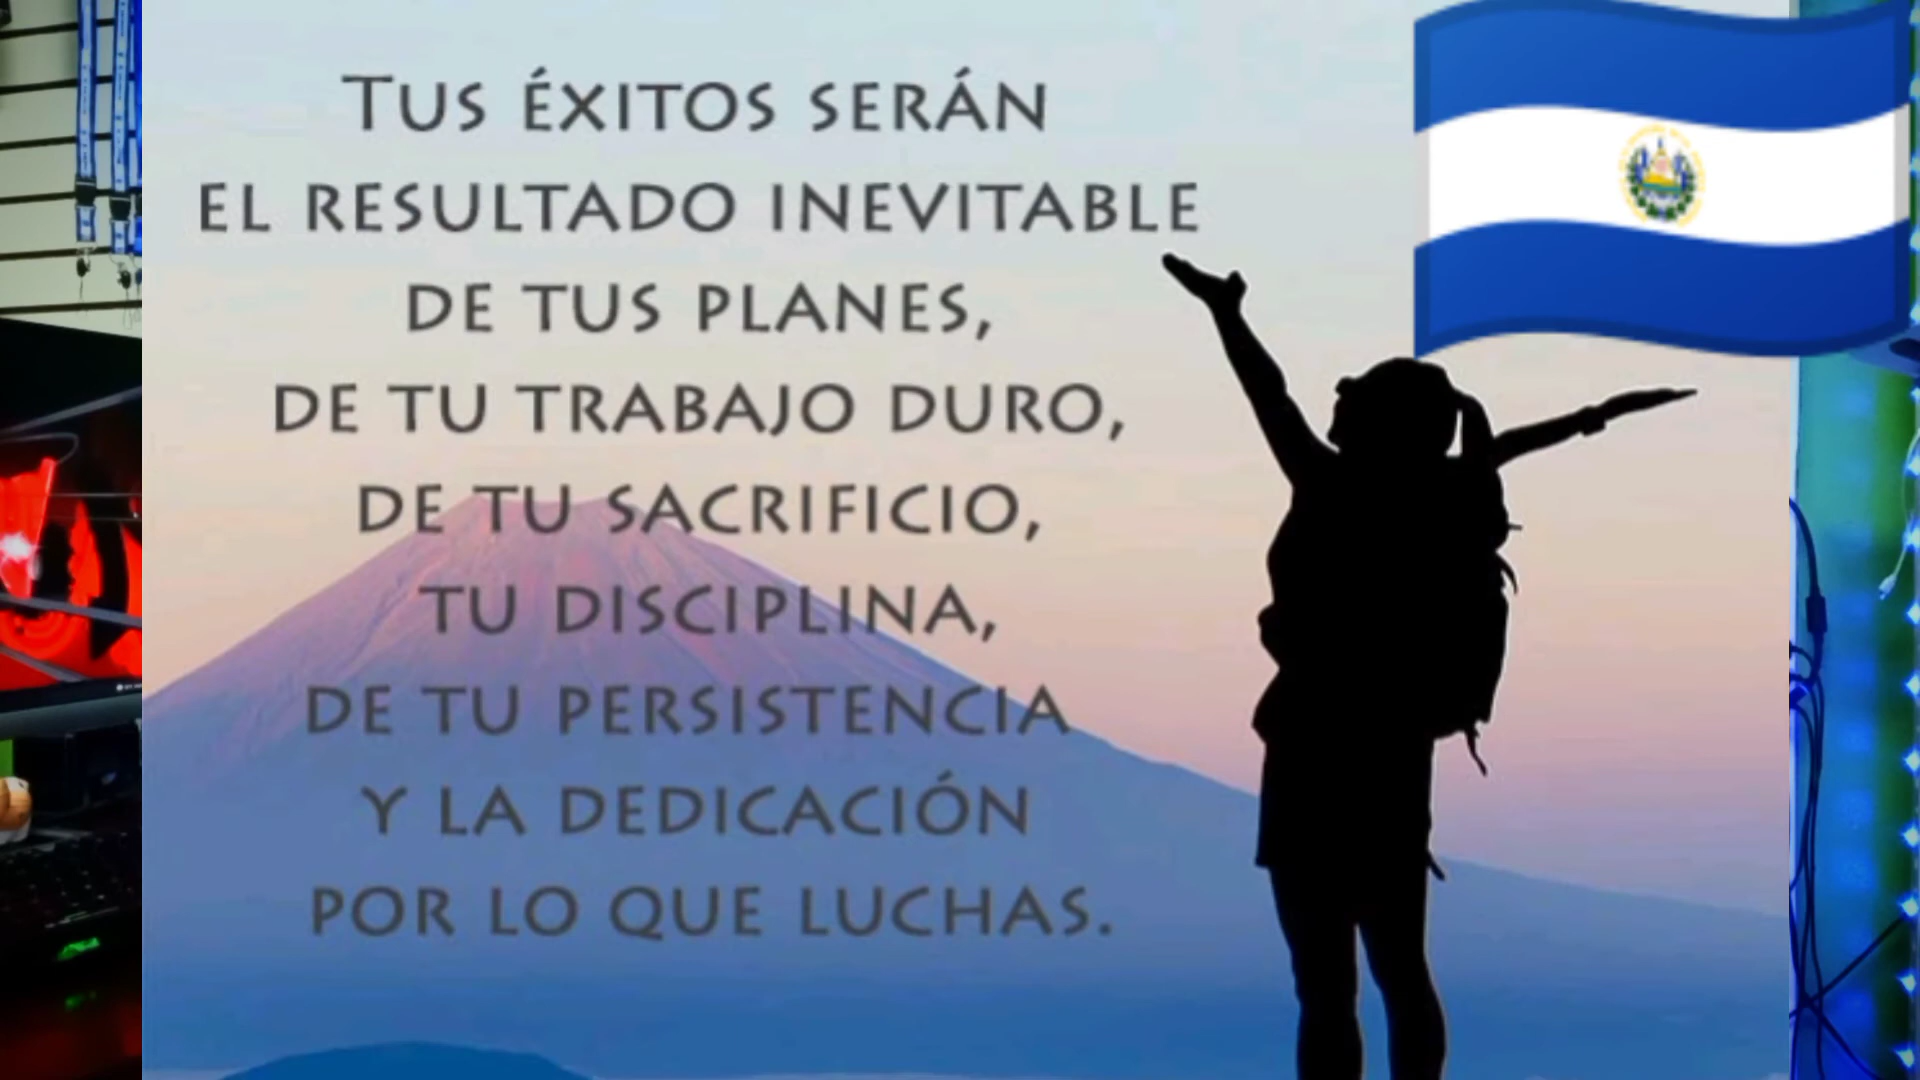 TUS ÉXITOS SERÁN
EL RESULTADO INEVITABLE
DE TUS PLANES,
DE TU TRABAJO DURO,
DE TU SACRIFICIO,
TU DISCIPLINA,
DE TU PERSISTENCIA
Y LA DEDICACIÓN
POR LO QUE LUCHAS.